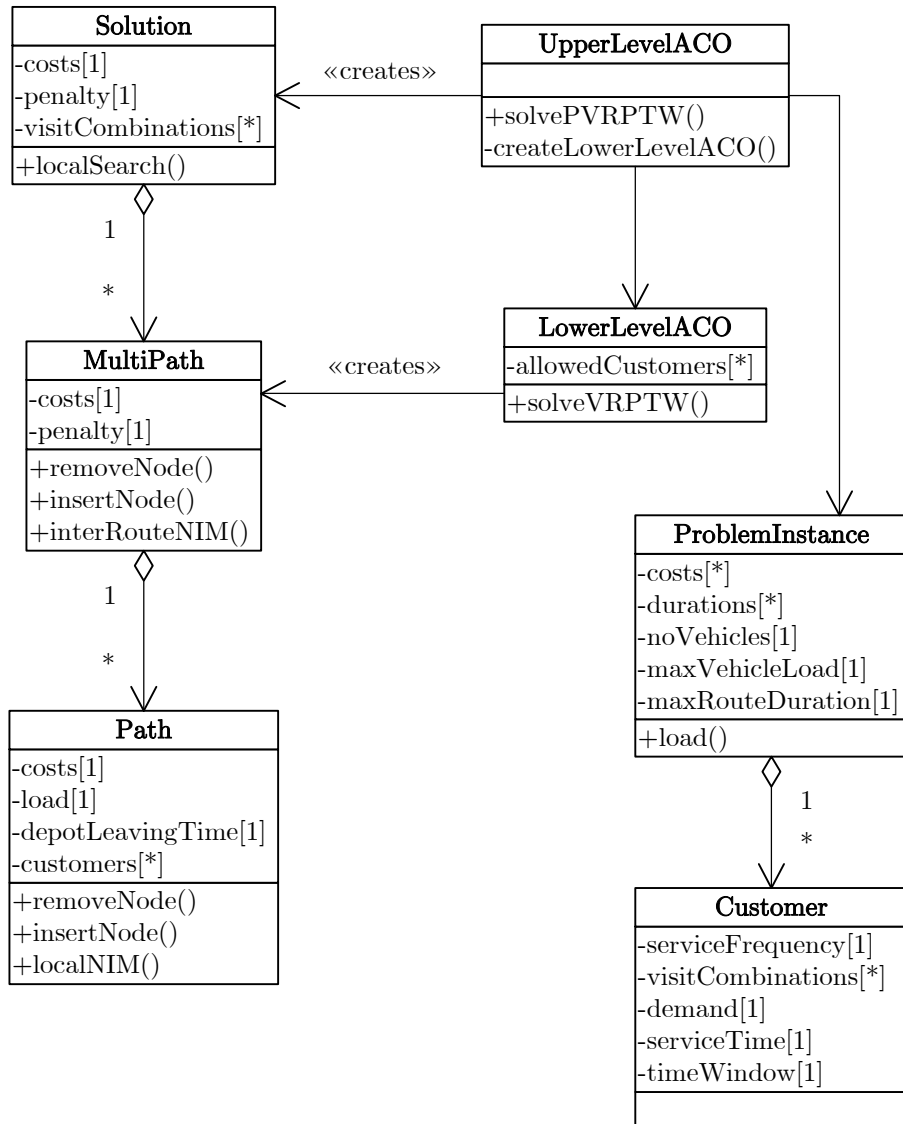 Solution
-costs[1]
-penalty[1]
-visitCombinations[*]
+localSearch()
«creates»
UpperLevelACO
+solvePVRPTW()
-createLowerLevelACO()
1
*
MultiPath
-costs[1]
-penalty[1]
+removeNode()
+insertNode()
+interRouteNIM()
«creates»
LowerLevelACO
-allowedCustomers[*]
+solveVRPTW()
1
*
Path
-costs[1]
-load[1]
-depotLeavingTime[1]
-customers[*]
+removeNode()
+insertNode()
+localNIM()
ProblemInstance
-costs[*]
-durations[*]
-noVehicles[1]
-maxVehicleLoad[1]
-maxRouteDuration[1]
+load()
1
*
Customer
-serviceFrequency[1]
-visitCombinations[*]
-demand[1]
-serviceTime[1]
-timeWindow[1]